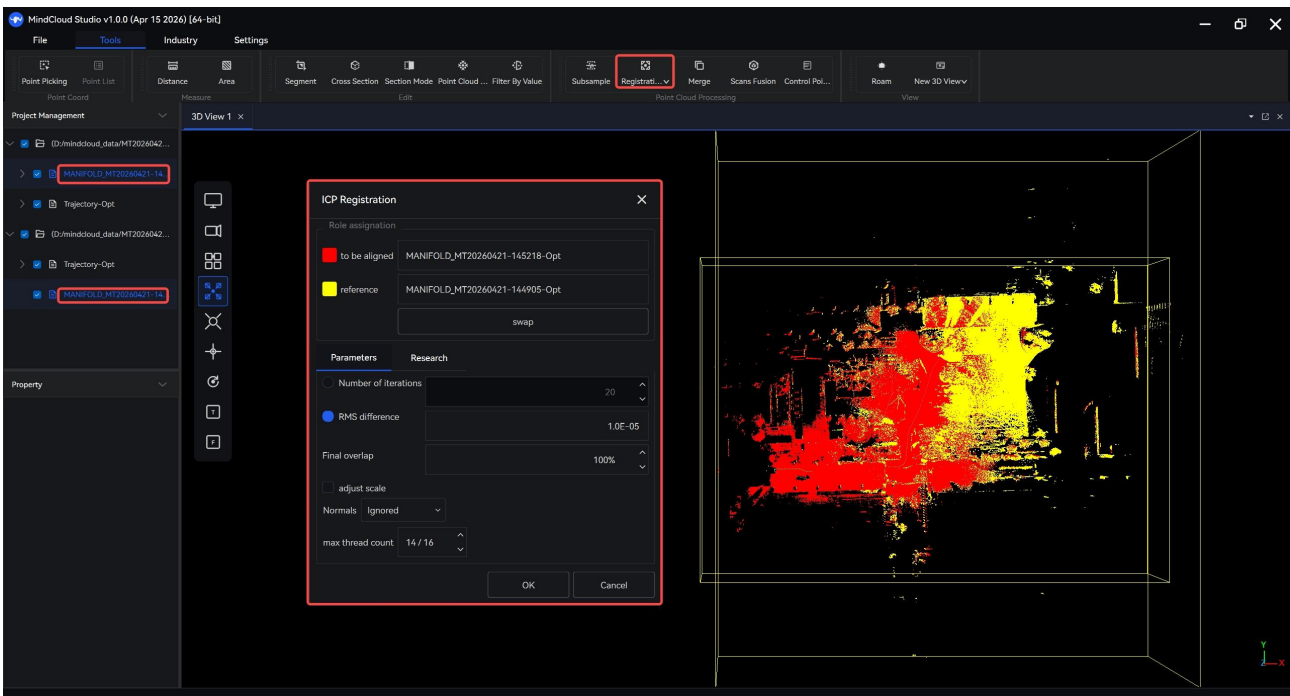 MindCloud Studio v1.0.0 (Apr 15 2026) [64-bit]
File Tools Industry Settings
Point Picking Point List Distance Area Segment Cross Section Section Mode Point Cloud ... Filter By Value Subsample Registrati... Merge Scans Fusion Control Poi... Roam New 3D View
Point Coord Measure Edit Point Cloud Processing View
Project Management
3D View 1
(D:/mindcloud_data/MT2026042...
MANIFOLD_MT20260421-14...
Trajectory-Opt
(D:/mindcloud_data/MT2026042...
Trajectory-Opt
MANIFOLD_MT20260421-14...
Property
T
F
ICP Registration
Role assignation
to be aligned MANIFOLD_MT20260421-145218-Opt
reference MANIFOLD_MT20260421-144905-Opt
swap
Parameters Research
Number of iterations 20
RMS difference 1.0E-05
Final overlap 100%
adjust scale
Normals Ignored
max thread count 14 / 16
OK Cancel
Y
Z X